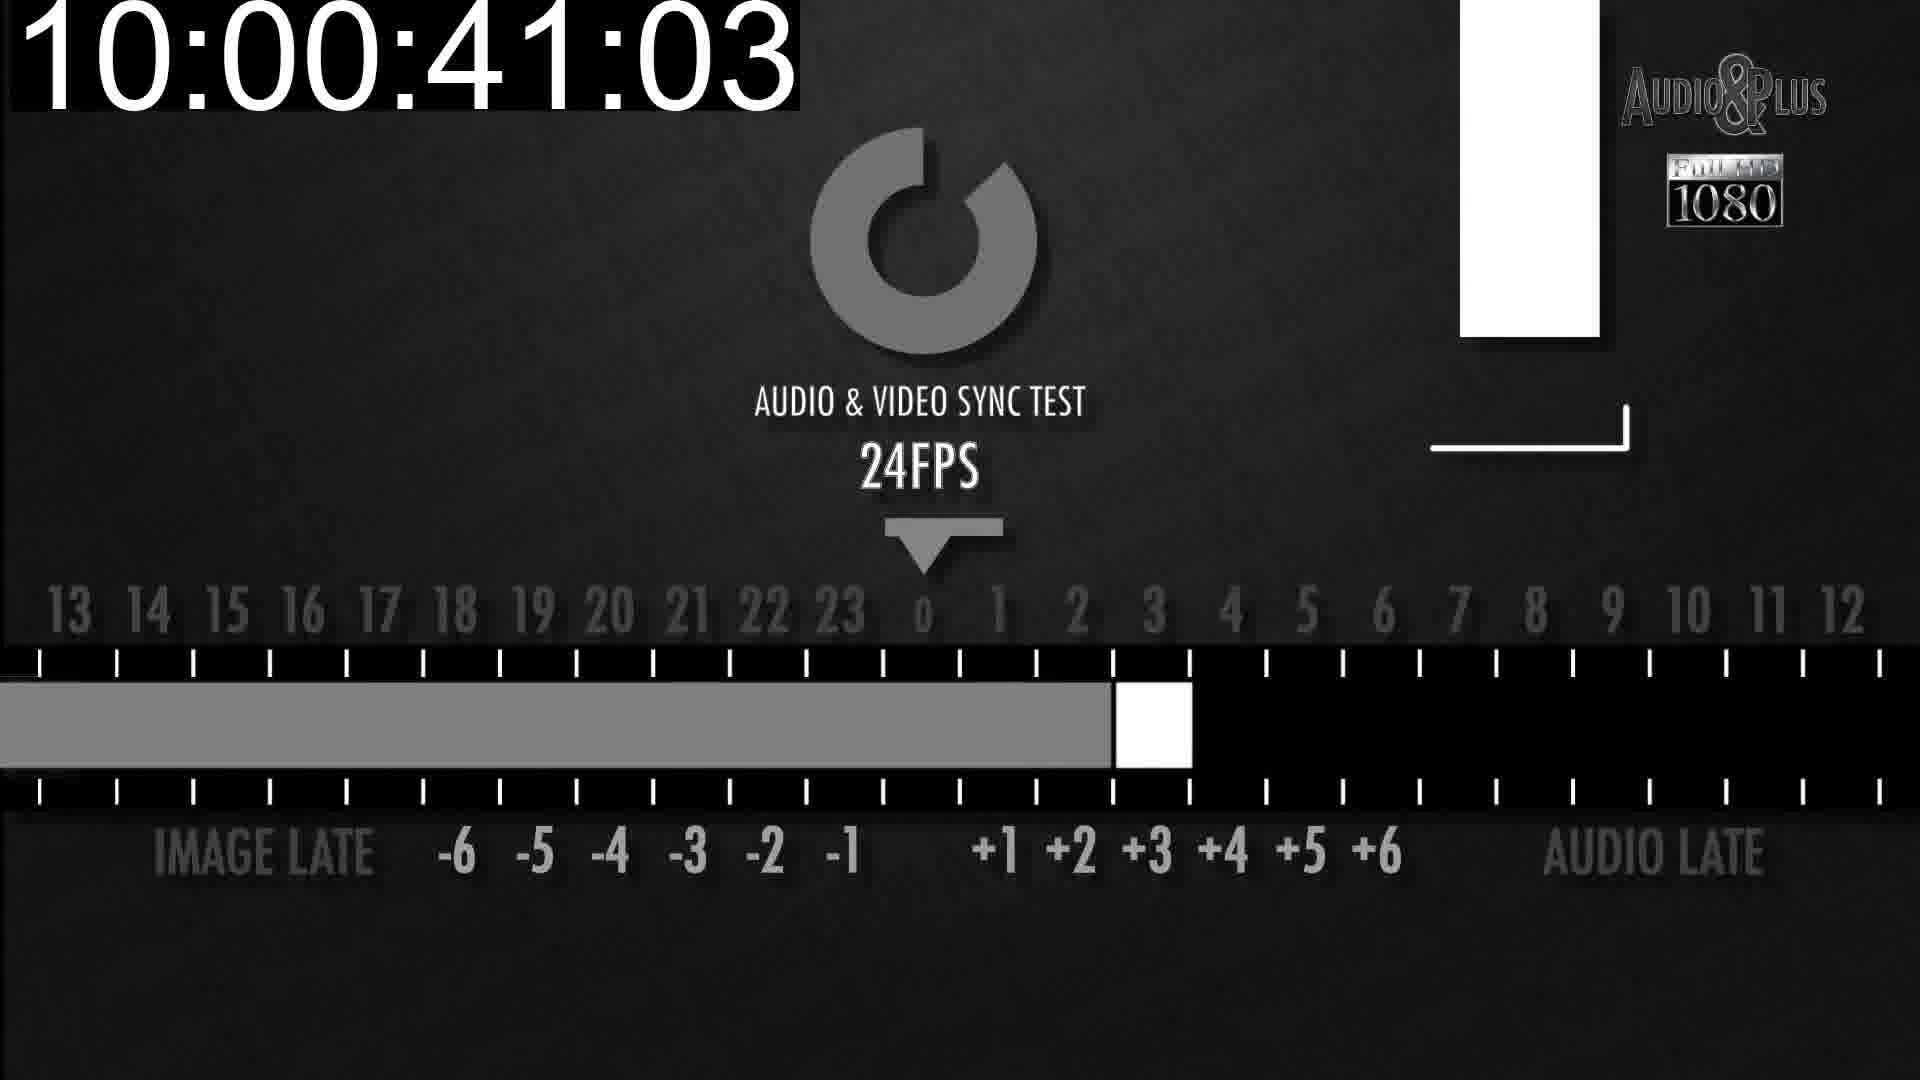 10:00:41:03
AUDIO & PLUS
Full HD
1080
AUDIO & VIDEO SYNC TEST
24FPS
13 14 15 16 17 18 19 20 21 22 23 0 1 2 3 4 5 6 7 8 9 10 11 12
IMAGE LATE -6 -5 -4 -3 -2 -1 +1 +2 +3 +4 +5 +6 AUDIO LATE